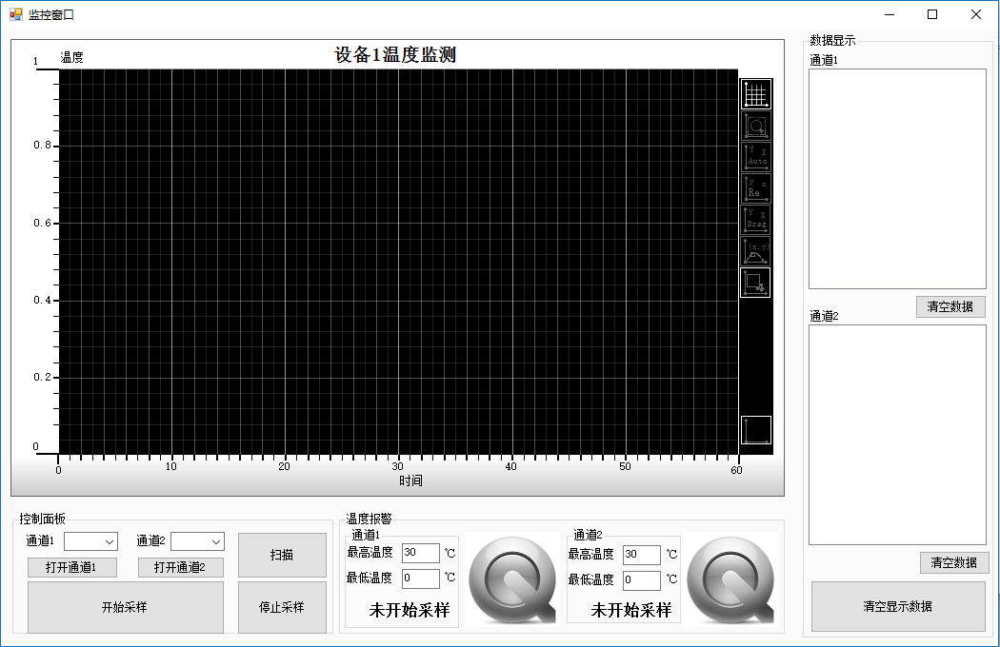 监控窗口
设备1温度监测
温度
1
0.8
0.6
0.4
0.2
0
0 10 20 30 40 50 60
时间
Y X
Auto
y x
Re
Y X
Drag
(x,y)
数据显示
通道1
清空数据
通道2
清空数据
清空显示数据
控制面板
通道1 通道2
打开通道1 打开通道2
扫描
开始采样
停止采样
温度报警
通道1
最高温度 30 ℃
最低温度 0 ℃
未开始采样
通道2
最高温度 30 ℃
最低温度 0 ℃
未开始采样